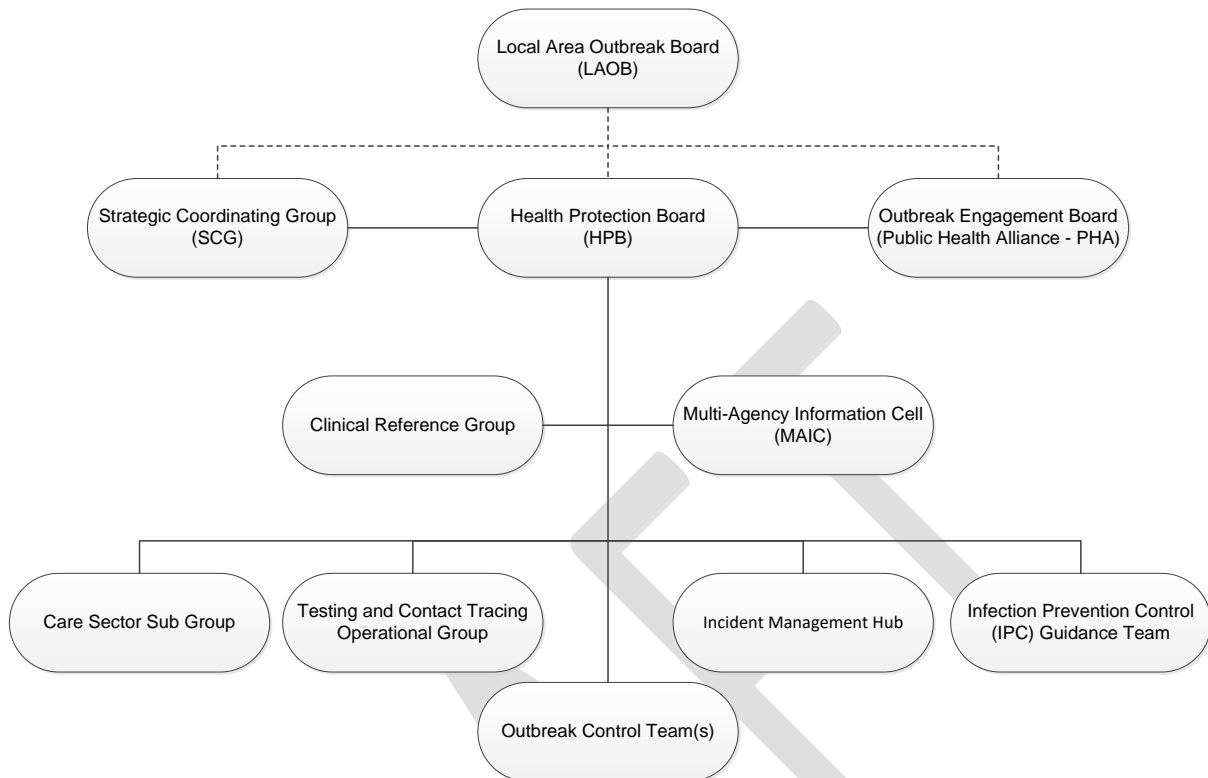 Local Area Outbreak Board
(LAOB)
Strategic Coordinating Group
(SCG)
Health Protection Board
(HPB)
Outbreak Engagement Board
(Public Health Alliance - PHA)
Clinical Reference Group
Multi-Agency Information Cell
(MAIC)
Care Sector Sub Group
Testing and Contact Tracing
Operational Group
Incident Management Hub
Infection Prevention Control
(IPC) Guidance Team
Outbreak Control Team(s)